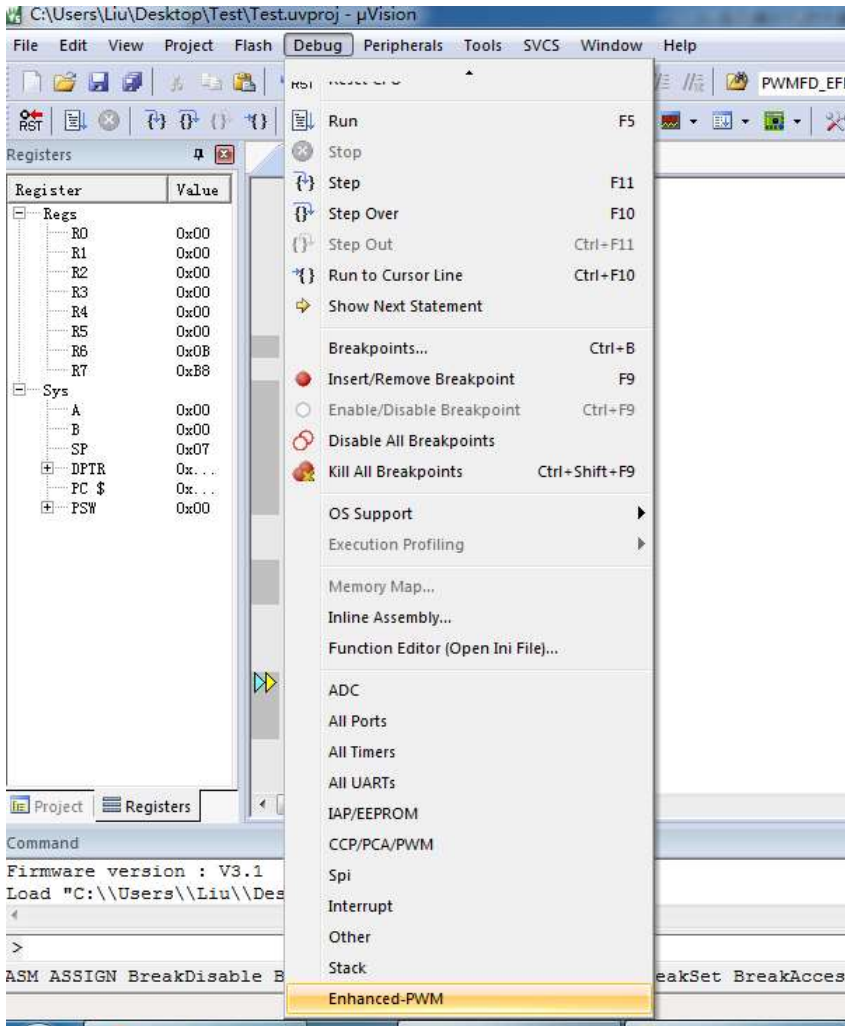 C:\Users\Liu\Desktop\Test\Test.uvproj - µVision
File Edit View Project Flash Debug Peripherals Tools SVCS Window Help
PWMFD_EFI
RST
Run F5
Registers
Stop
Register Value
Step F11
Regs
Step Over F10
R0 0x00
Step Out Ctrl+F11
R1 0x00
R2 0x00
Run to Cursor Line Ctrl+F10
R3 0x00
Show Next Statement
R4 0x00
R5 0x00
R6 0x0B
Breakpoints... Ctrl+B
R7 0xB8
Insert/Remove Breakpoint F9
Sys
A 0x00
Enable/Disable Breakpoint Ctrl+F9
B 0x00
Disable All Breakpoints
SP 0x07
DPTR 0x...
Kill All Breakpoints Ctrl+Shift+F9
PC $ 0x...
PSW 0x00
OS Support
Execution Profiling
Memory Map...
Inline Assembly...
Function Editor (Open Ini File)...
ADC
All Ports
All Timers
All UARTs
Project Registers
IAP/EEPROM
Command
CCP/PCA/PWM
Firmware version : V3.1
Spi
Load "C:\\Users\\Liu\\Des
Interrupt
Other
>
Stack
ASM ASSIGN BreakDisable B eakSet BreakAcces
Enhanced-PWM